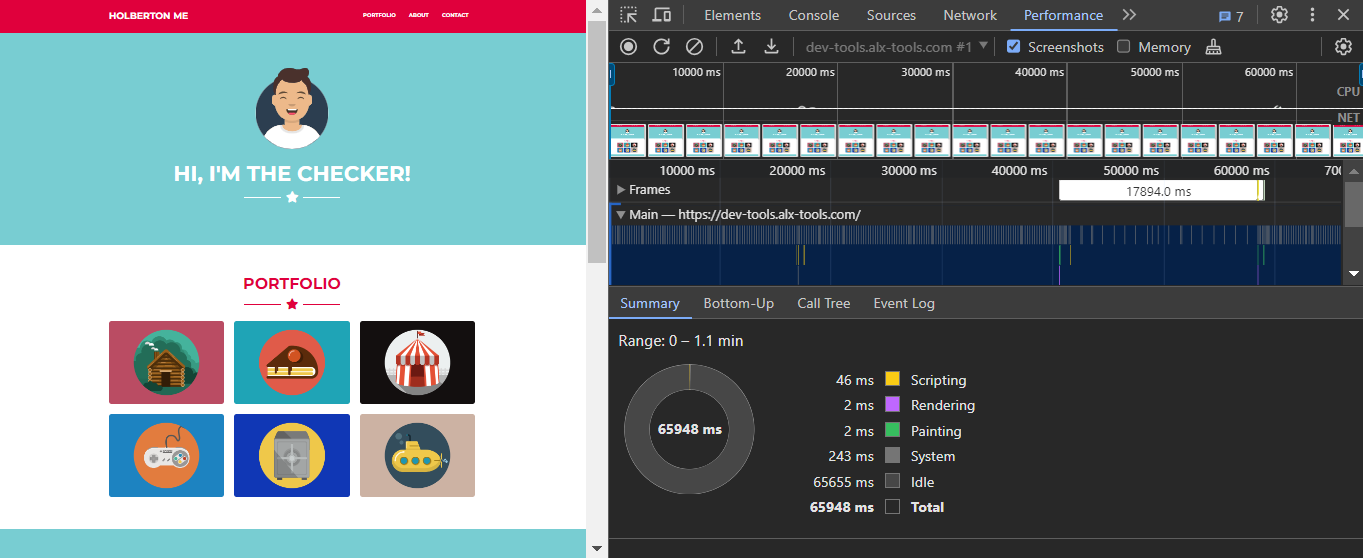 HOLBERTON ME
PORTFOLIO ABOUT CONTACT
HI, I'M THE CHECKER!
PORTFOLIO
Elements Console Sources Network Performance 7
dev-tools.alx-tools.com #1 Screenshots Memory
10000 ms 20000 ms 30000 ms 40000 ms 50000 ms 60000 ms
CPU
NET
10000 ms 20000 ms 30000 ms 40000 ms 50000 ms 60000 ms 700
Frames 17894.0 ms
Main — https://dev-tools.alx-tools.com/
Summary Bottom-Up Call Tree Event Log
Range: 0 – 1.1 min
65948 ms
46 ms Scripting
2 ms Rendering
2 ms Painting
243 ms System
65655 ms Idle
65948 ms Total